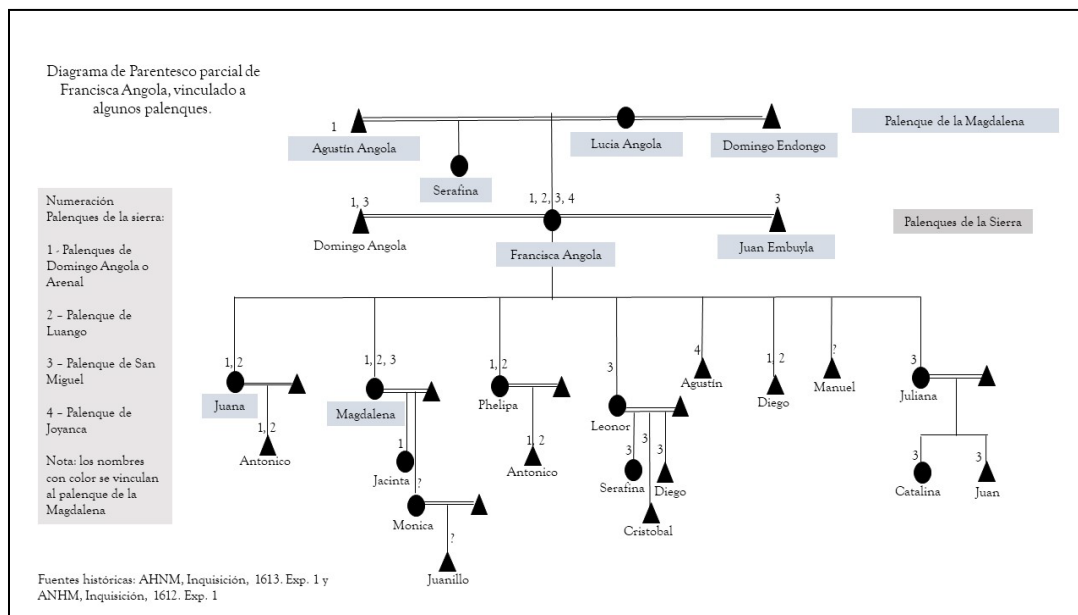 Diagrama de Parentesco parcial de
Francisca Angola, vinculado a
algunos palenques.
1
Agustín Angola
Lucia Angola
Domingo Endongo
Palenque de la Magdalena
Serafina
1, 3
1, 2, 3, 4
3
Domingo Angola
Francisca Angola
Juan Embuyla
Palenques de la Sierra
Numeración
Palenques de la sierra:
1 - Palenques de
Domingo Angola o
Arenal
2 – Palenque de
Luango
3 – Palenque de San
Miguel
4 – Palenque de
Joyanca
Nota: los nombres
con color se vinculan
al palenque de la
Magdalena
1, 2
Juana
1, 2
Antonico
1, 2, 3
Magdalena
1
Jacinta
?
Monica
?
Juanillo
1, 2
Phelipa
1, 2
Antonico
3
Leonor
3
Serafina
3
Cristobal
3
Diego
4
Agustín
1, 2
Diego
?
Manuel
3
Juliana
3
Catalina
3
Juan
Fuentes históricas: AHNM, Inquisición, 1613. Exp. 1 y
ANHM, Inquisición, 1612. Exp. 1